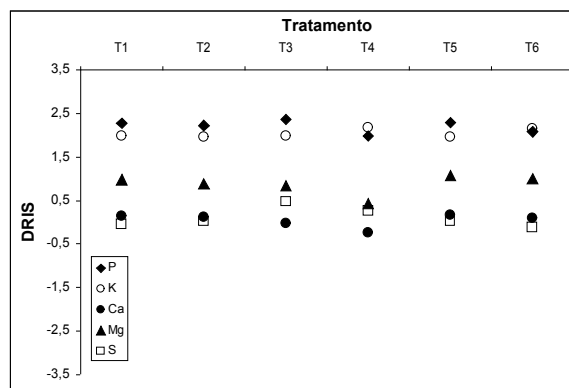 Tratamento
T1 T2 T3 T4 T5 T6
3,5
2,5
1,5
0,5
-0,5
-1,5
-2,5
-3,5
DRIS
P
K
Ca
Mg
S